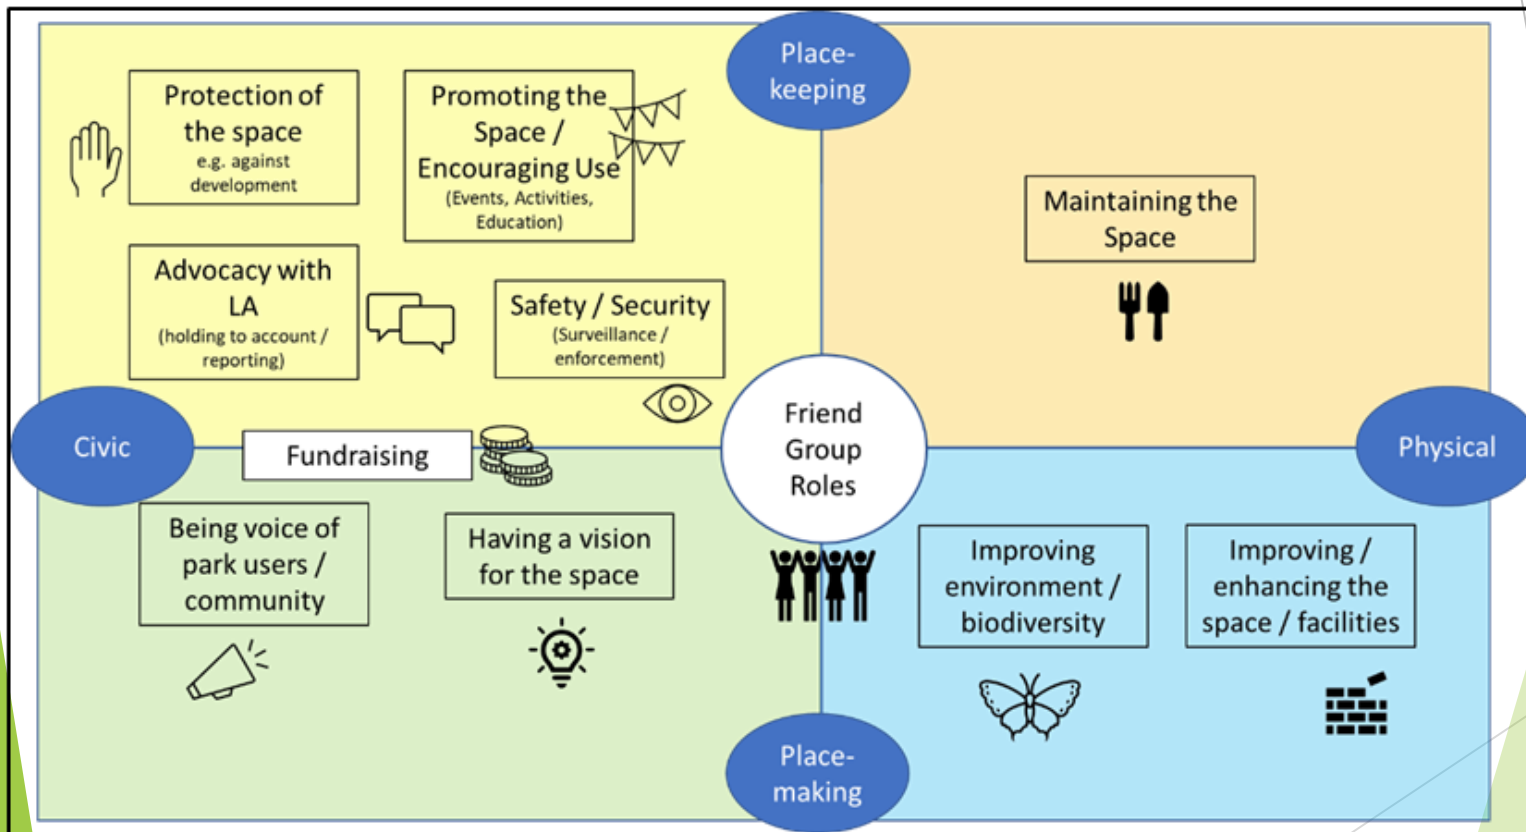 Place-
keeping
Protection of
the space
e.g. against
development
Promoting the
Space /
Encouraging Use
(Events, Activities,
Education)
Maintaining the
Space
Advocacy with
LA
(holding to account /
reporting)
Safety / Security
(Surveillance /
enforcement)
Friend
Group
Roles
Civic
Fundraising
Physical
Being voice of
park users /
community
Having a vision
for the space
Improving
environment /
biodiversity
Improving /
enhancing the
space / facilities
Place-
making